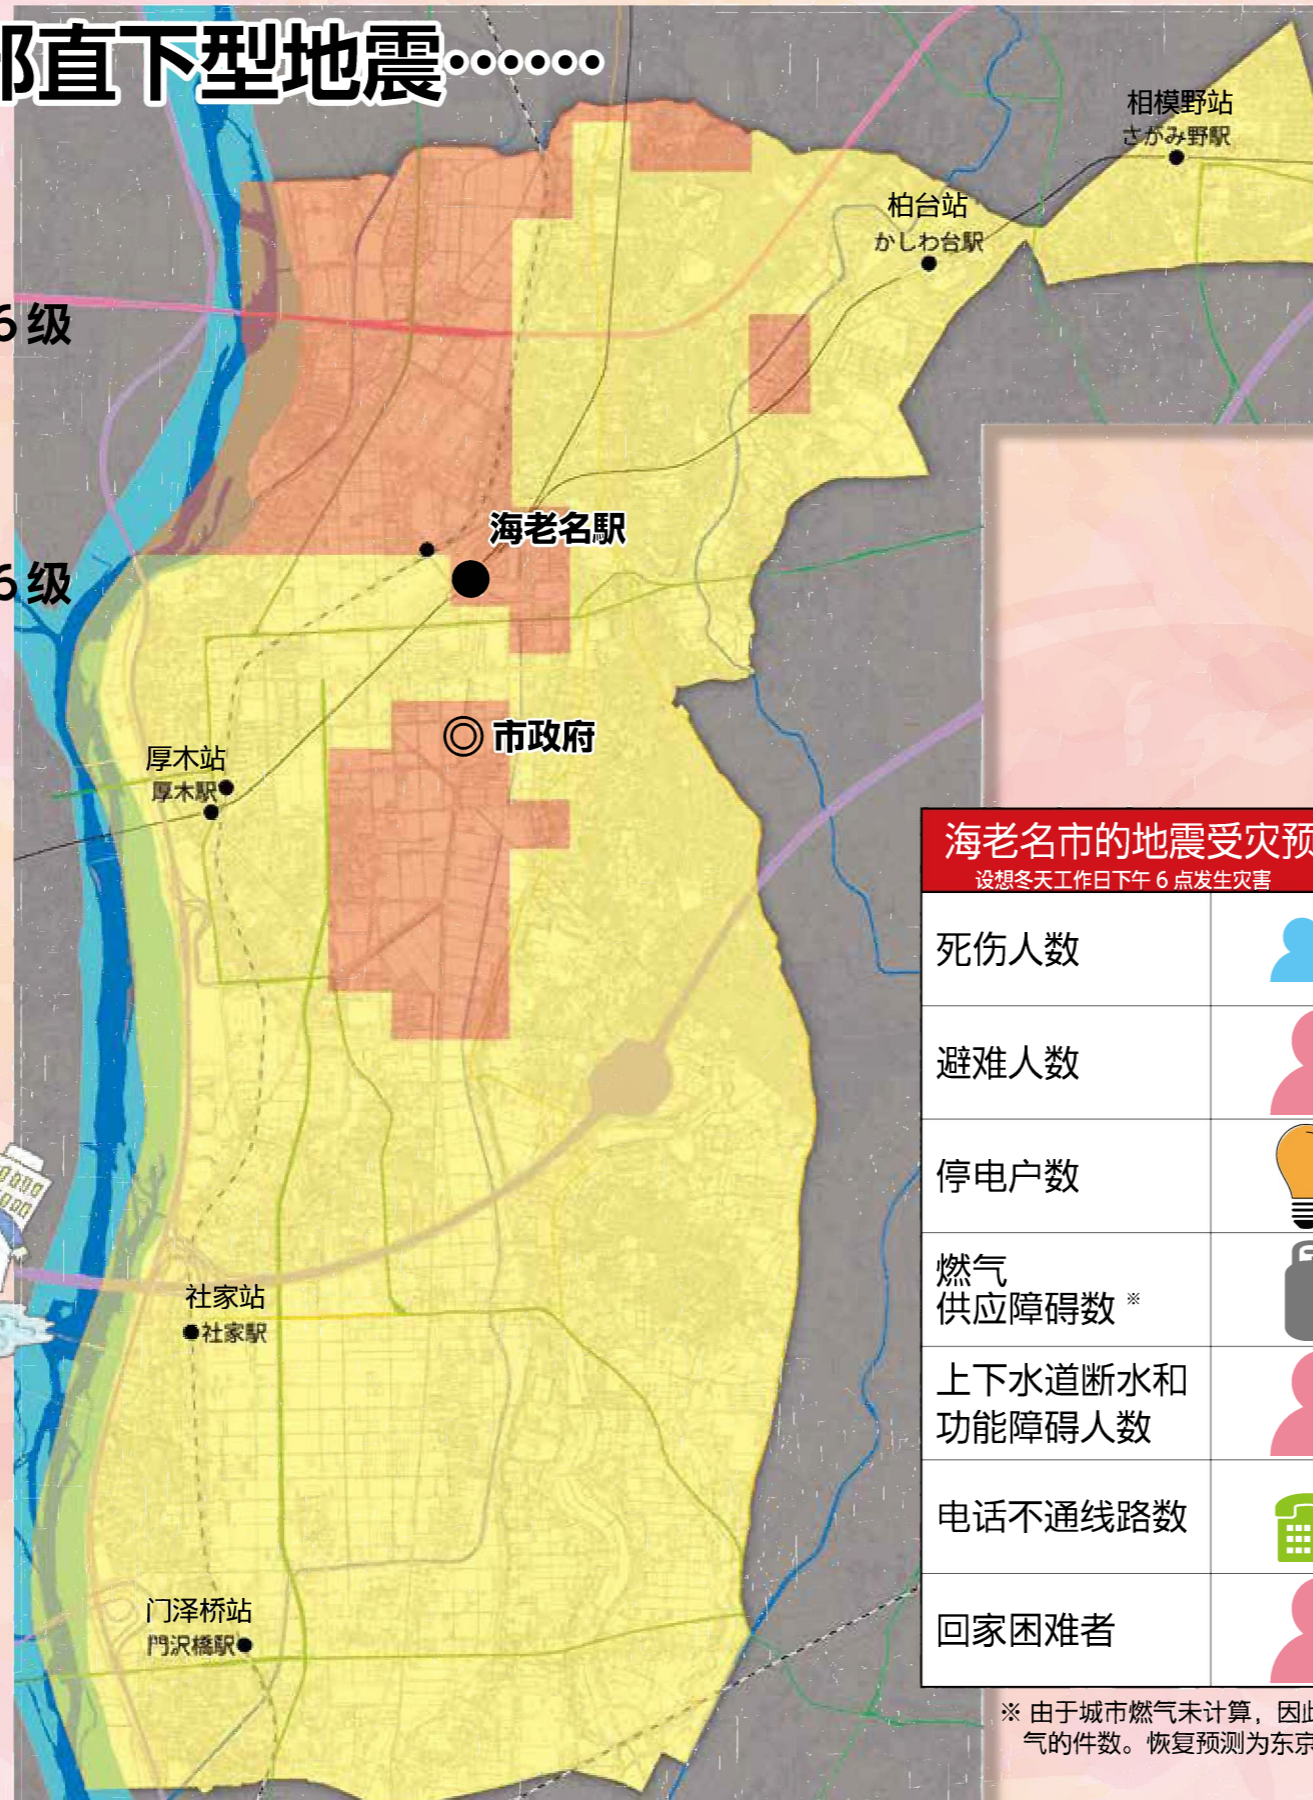 部直下型地震……
相模野站
さがみ野駅
柏台站
かしわ台駅
6 级
海老名駅
6 级
市政府
厚木站
厚木駅
海老名市的地震受灾预
设想冬天工作日下午 6 点发生灾害
死伤人数
避难人数
停电户数
燃气
供应障碍数 ※
社家站
社家駅
上下水道断水和
功能障碍人数
电话不通线路数
门泽桥站
門沢橋駅
回家困难者
※ 由于城市燃气未计算，因此
气的件数。恢复预测为东京